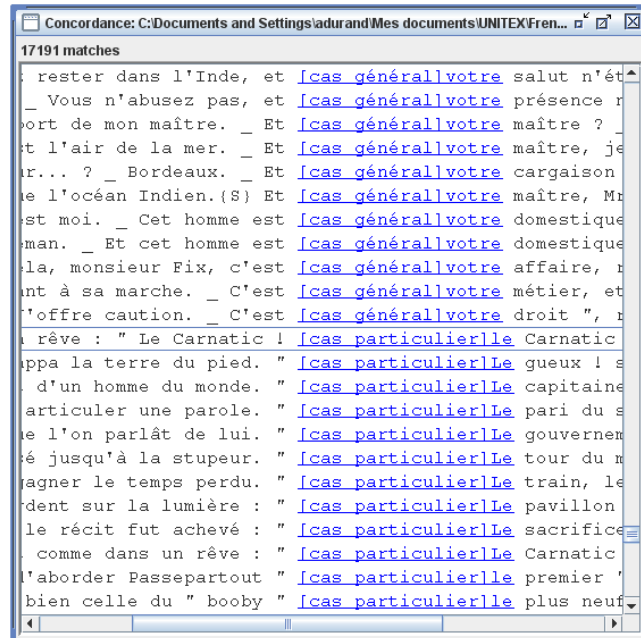 Concordance: C:\Documents and Settings\adurand\Mes documents\UNITEX\Fren...
17191 matches
rester dans l'Inde, et [cas général]votre salut n'ét
_ Vous n'abusez pas, et [cas général]votre présence
ort de mon maître. _ Et [cas général]votre maître ? _
t l'air de la mer. _ Et [cas général]votre maître, je
r... ? _ Bordeaux. _ Et [cas général]votre cargaison
e l'océan Indien.{S} Et [cas général]votre maître, Mr
st moi. _ Cet homme est [cas général]votre domestique
man. _ Et cet homme est [cas général]votre domestique
la, monsieur Fix, c'est [cas général]votre affaire,
nt à sa marche. _ C'est [cas général]votre métier, et
'offre caution. _ C'est [cas général]votre droit ",
rêve : " Le Carnatic ! [cas particulier]le Carnatic
ppa la terre du pied. " [cas particulier]Le gueux ! s
d'un homme du monde. " [cas particulier]Le capitaine
articuler une parole. " [cas particulier]Le pari du s
e l'on parlât de lui. " [cas particulier]Le gouvernem
é jusqu'à la stupeur. " [cas particulier]Le tour du m
agner le temps perdu. " [cas particulier]Le train, le
dent sur la lumière : " [cas particulier]Le pavillon
le récit fut achevé : " [cas particulier]Le sacrifice
comme dans un rêve : " [cas particulier]Le Carnatic
l'aborder Passepartout " [cas particulier]le premier "
bien celle du " booby " [cas particulier]le plus neuf